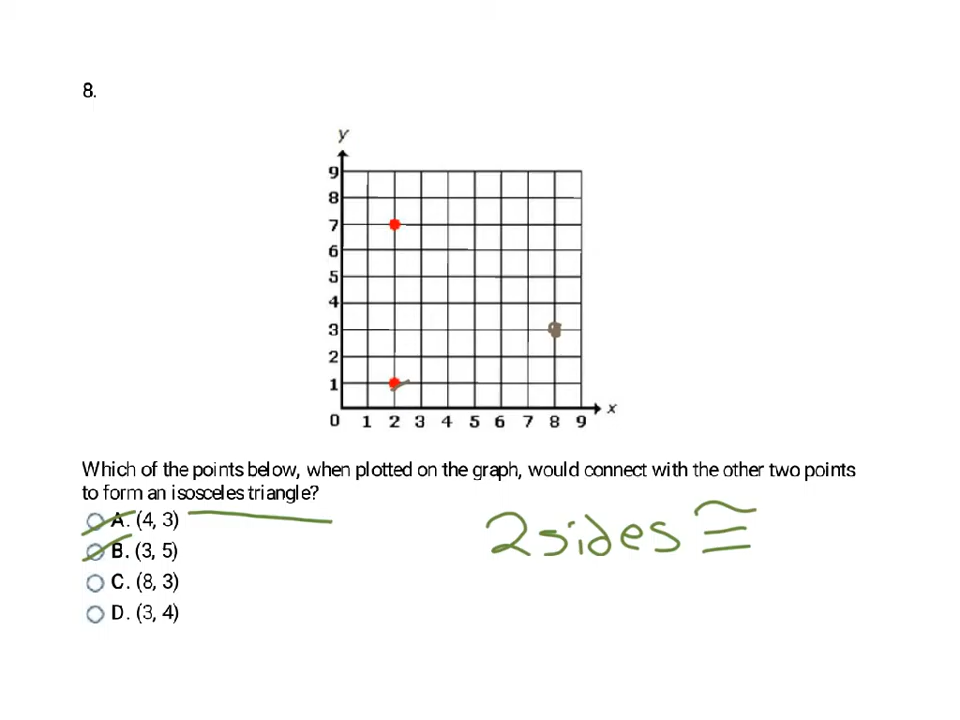 8.
y
9
8
7
6
5
4
3
2
1
0 1 2 3 4 5 6 7 8 9 x
Which of the points below, when plotted on the graph, would connect with the other two points
to form an isosceles triangle?
A. (4, 3)
B. (3, 5)
C. (8, 3)
D. (3, 4)
2 sides ≅